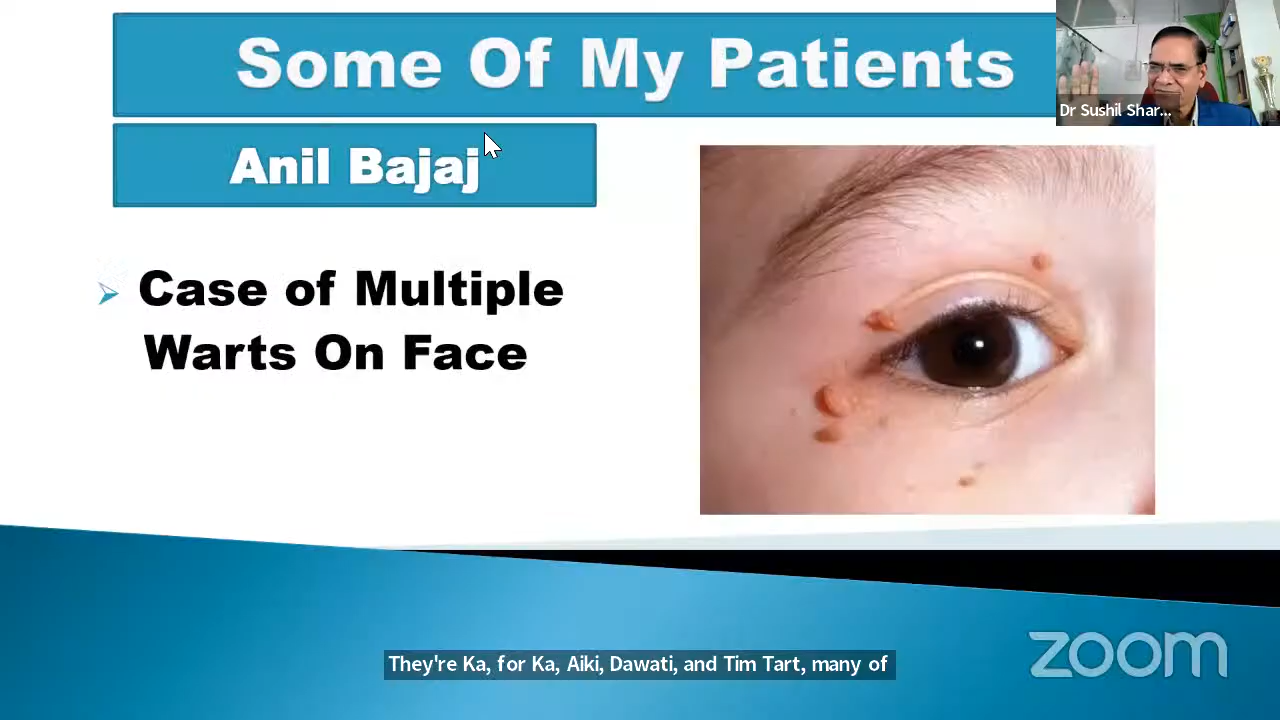 Some Of My Patients
Dr Sushil Shar...
Anil Bajaj
Case of Multiple
Warts On Face
They're Ka, for Ka, Aiki, Dawati, and Tim Tart, many of
zoom